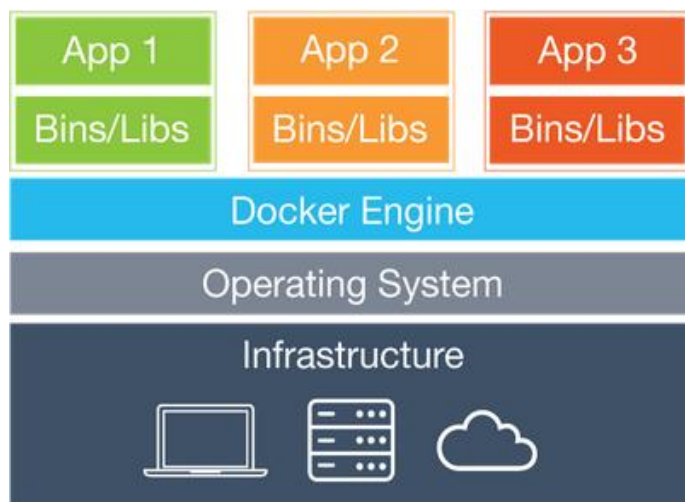 App 1
App 2
App 3
Bins/Libs
Bins/Libs
Bins/Libs
Docker Engine
Operating System
Infrastructure